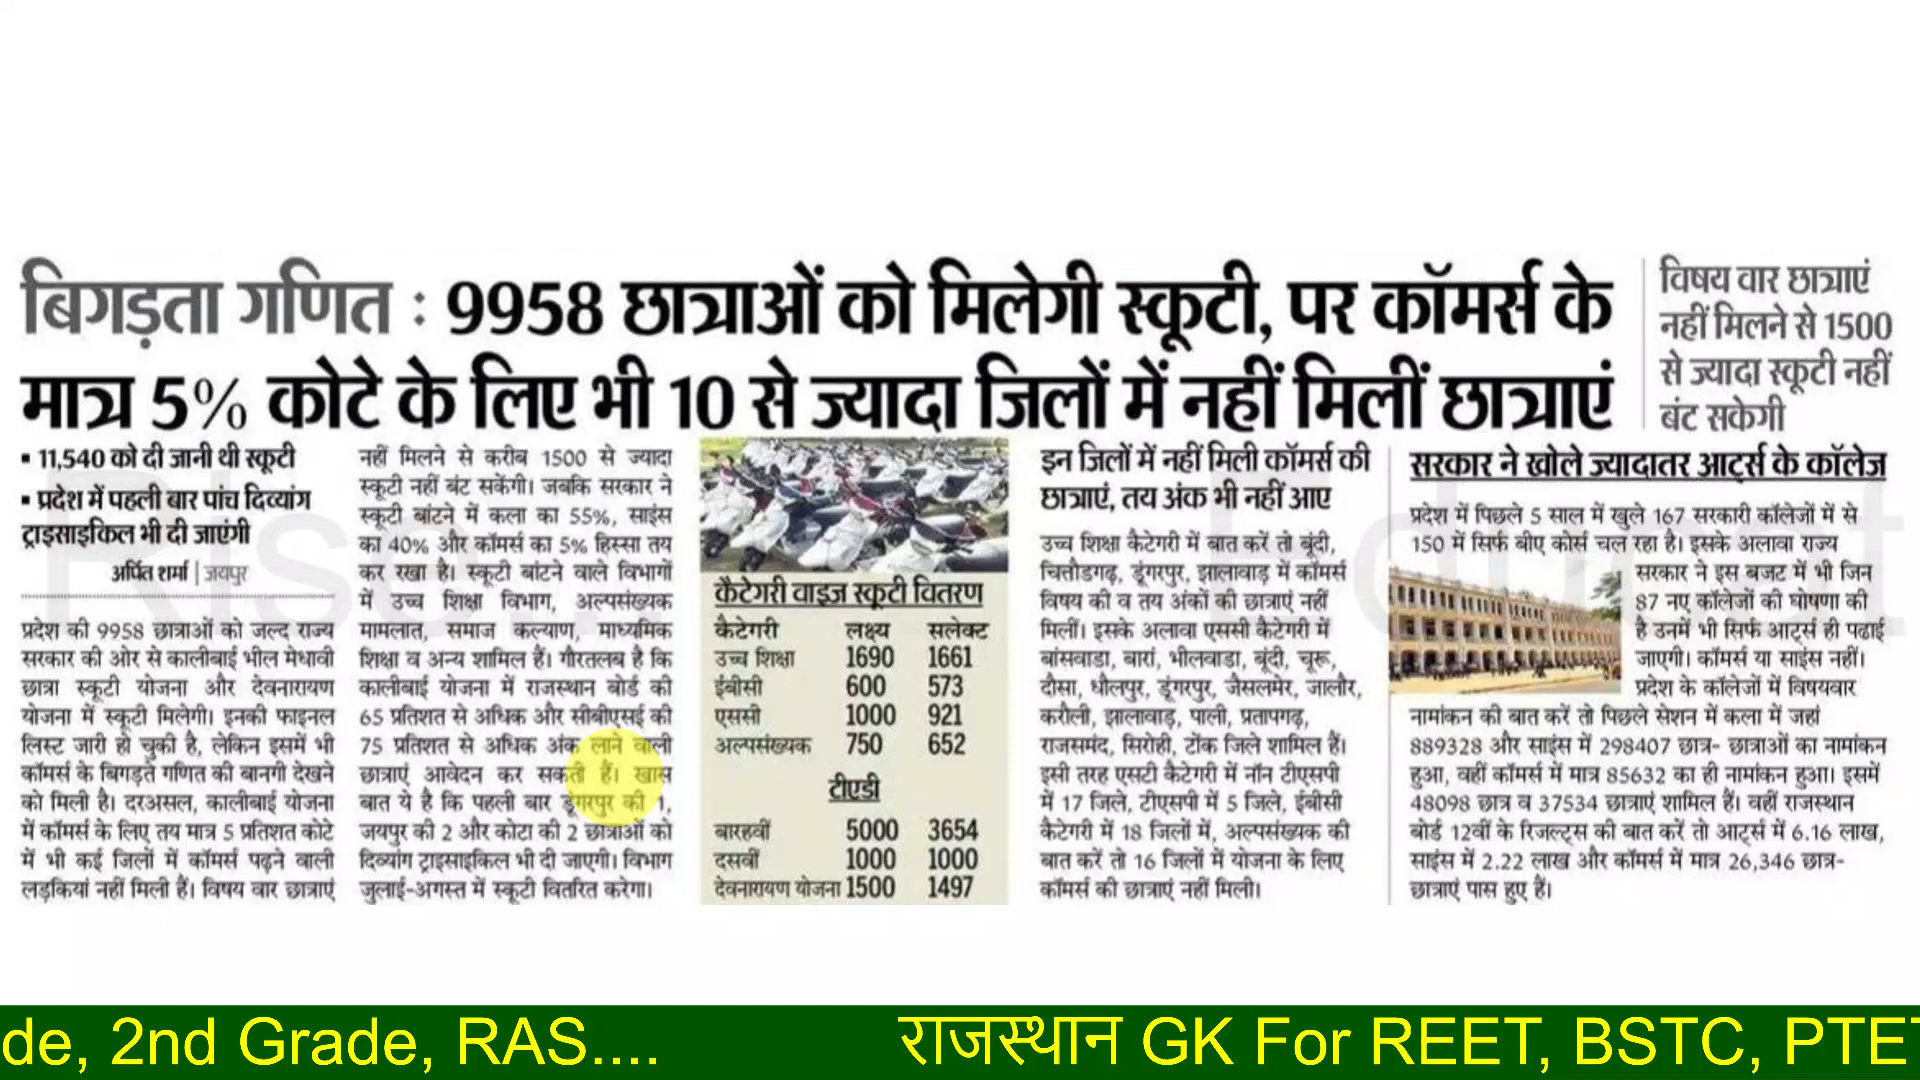 बिगड़ता गणित : 9958 छात्राओं को मिलेगी स्कूटी, पर कॉमर्स के
मात्र 5% कोटे के लिए भी 10 से ज्यादा जिलों में नहीं मिलीं छात्राएं
विषय वार छात्राएं
नहीं मिलने से 1500
से ज्यादा स्कूटी नहीं
बंट सकेगी
▪ 11,540 को दी जानी थी स्कूटी
▪ प्रदेश में पहली बार पांच दिव्यांग
ट्राइसाइकिल भी दी जाएंगी
अर्पित शर्मा | जयपुर
प्रदेश की 9958 छात्राओं को जल्द राज्य
सरकार की ओर से कालीबाई भील मेधावी
छात्रा स्कूटी योजना और देवनारायण
योजना में स्कूटी मिलेगी। इनकी फाइनल
लिस्ट जारी हो चुकी है, लेकिन इसमें भी
कॉमर्स के बिगड़ते गणित की बानगी देखने
को मिली है। दरअसल, कालीबाई योजना
में कॉमर्स के लिए तय मात्र 5 प्रतिशत कोटे
में भी कई जिलों में कॉमर्स पढ़ने वाली
लड़कियां नहीं मिली हैं। विषय वार छात्राएं
नहीं मिलने से करीब 1500 से ज्यादा
स्कूटी नहीं बंट सकेंगी। जबकि सरकार ने
स्कूटी बांटने में कला का 55%, साइंस
का 40% और कॉमर्स का 5% हिस्सा तय
कर रखा है। स्कूटी बांटने वाले विभागों
में उच्च शिक्षा विभाग, अल्पसंख्यक
मामलात, समाज कल्याण, माध्यमिक
शिक्षा व अन्य शामिल हैं। गौरतलब है कि
कालीबाई योजना में राजस्थान बोर्ड की
65 प्रतिशत से अधिक और सीबीएसई की
75 प्रतिशत से अधिक अंक लाने वाली
छात्राएं आवेदन कर सकती हैं। खास
बात ये है कि पहली बार डूंगरपुर की 1,
जयपुर की 2 और कोटा की 2 छात्राओं को
दिव्यांग ट्राइसाइकिल भी दी जाएगी। विभाग
जुलाई-अगस्त में स्कूटी वितरित करेगा।
कैटेगरी वाइज स्कूटी वितरण
कैटेगरी लक्ष्य सलेक्ट
उच्च शिक्षा 1690 1661
ईबीसी 600 573
एससी 1000 921
अल्पसंख्यक 750 652
टीएडी
बारहवीं 5000 3654
दसवीं 1000 1000
देवनारायण योजना 1500 1497
इन जिलों में नहीं मिली कॉमर्स की
छात्राएं, तय अंक भी नहीं आए
उच्च शिक्षा कैटेगरी में बात करें तो बूंदी,
चित्तौडगढ़, डूंगरपुर, झालावाड़ में कॉमर्स
विषय की व तय अंकों की छात्राएं नहीं
मिलीं। इसके अलावा एससी कैटेगरी में
बांसवाडा, बारां, भीलवाडा, बूंदी, चूरू,
दौसा, धौलपुर, डूंगरपुर, जैसलमेर, जालौर,
करौली, झालावाड़, पाली, प्रतापगढ़,
राजसमंद, सिरोही, टोंक जिले शामिल हैं।
इसी तरह एसटी कैटेगरी में नॉन टीएसपी
में 17 जिले, टीएसपी में 5 जिले, ईबीसी
कैटेगरी में 18 जिलों में, अल्पसंख्यक की
बात करें तो 16 जिलों में योजना के लिए
कॉमर्स की छात्राएं नहीं मिली।
सरकार ने खोले ज्यादातर आर्ट्स के कॉलेज
प्रदेश में पिछले 5 साल में खुले 167 सरकारी कॉलेजों में से
150 में सिर्फ बीए कोर्स चल रहा है। इसके अलावा राज्य
सरकार ने इस बजट में भी जिन
87 नए कॉलेजों की घोषणा की
है उनमें भी सिर्फ आर्ट्स ही पढाई
जाएगी। कॉमर्स या साइंस नहीं।
प्रदेश के कॉलेजों में विषयवार
नामांकन की बात करें तो पिछले सेशन में कला में जहां
889328 और साइंस में 298407 छात्र- छात्राओं का नामांकन
हुआ, वहीं कॉमर्स में मात्र 85632 का ही नामांकन हुआ। इसमें
48098 छात्र व 37534 छात्राएं शामिल हैं। वहीं राजस्थान
बोर्ड 12वीं के रिजल्ट्स की बात करें तो आर्ट्स में 6.16 लाख,
साइंस में 2.22 लाख और कॉमर्स में मात्र 26,346 छात्र-
छात्राएं पास हुए हैं।
de, 2nd Grade, RAS.... राजस्थान GK For REET, BSTC, PTET